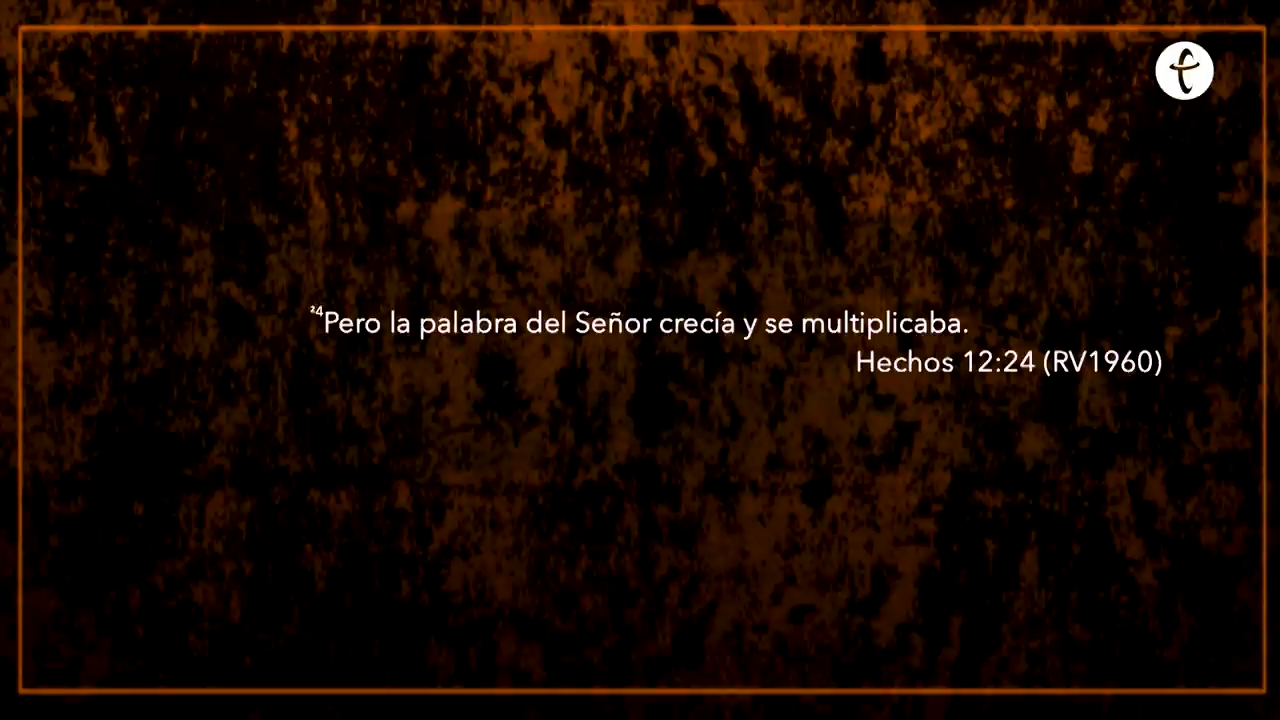 ²⁴Pero la palabra del Señor crecía y se multiplicaba.
Hechos 12:24 (RV1960)